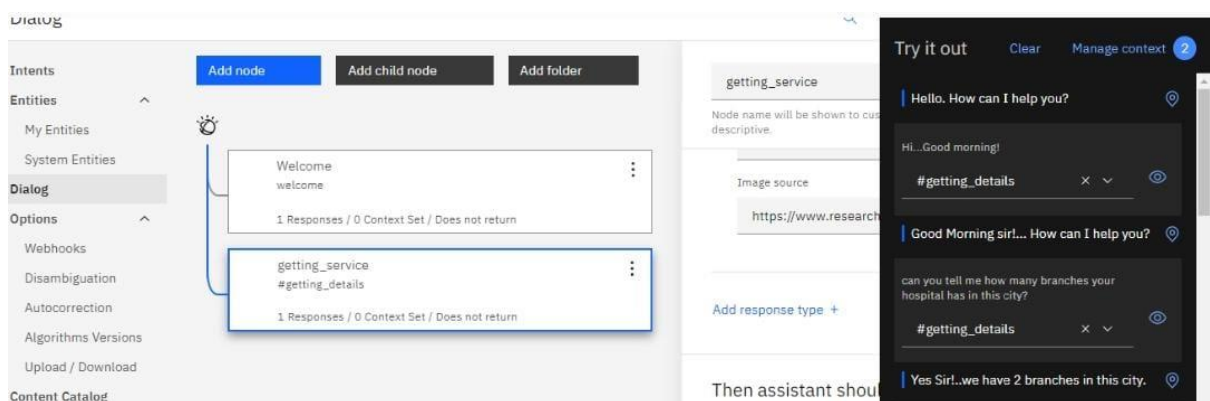 Dialog
Intents
Entities
My Entities
System Entities
Dialog
Options
Webhooks
Disambiguation
Autocorrection
Algorithms Versions
Upload / Download
Content Catalog
Add node
Add child node
Add folder
Welcome
welcome
1 Responses / 0 Context Set / Does not return
getting_service
#getting_details
1 Responses / 0 Context Set / Does not return
getting_service
Node name will be shown to cus
descriptive.
Image source
https://www.research
Add response type +
Then assistant shoul
Try it out
Clear
Manage context 2
Hello. How can I help you?
Hi...Good morning!
#getting_details
Good Morning sir!... How can I help you?
can you tell me how many branches your
hospital has in this city?
#getting_details
Yes Sir!..we have 2 branches in this city.